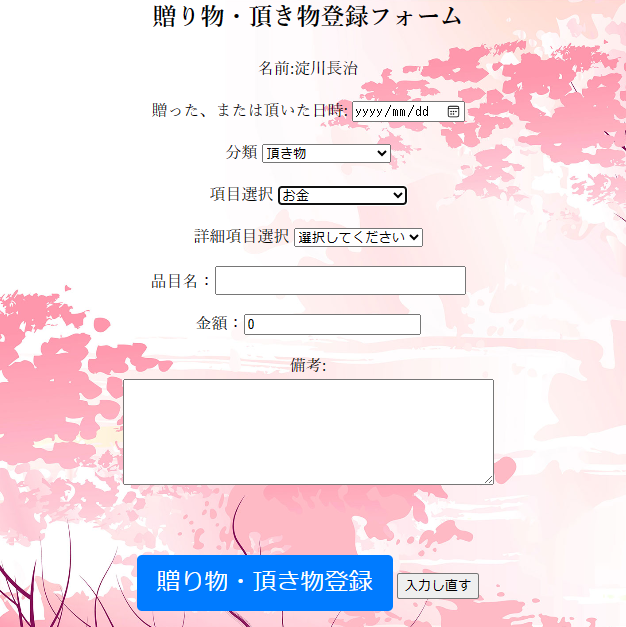 贈り物・頂き物登録フォーム
名前:淀川長治
贈った、または頂いた日時: yyyy/mm/dd
分類 頂き物
項目選択 お金
詳細項目選択 選択してください
品目名：
金額： 0
備考:
贈り物・頂き物登録 入力し直す